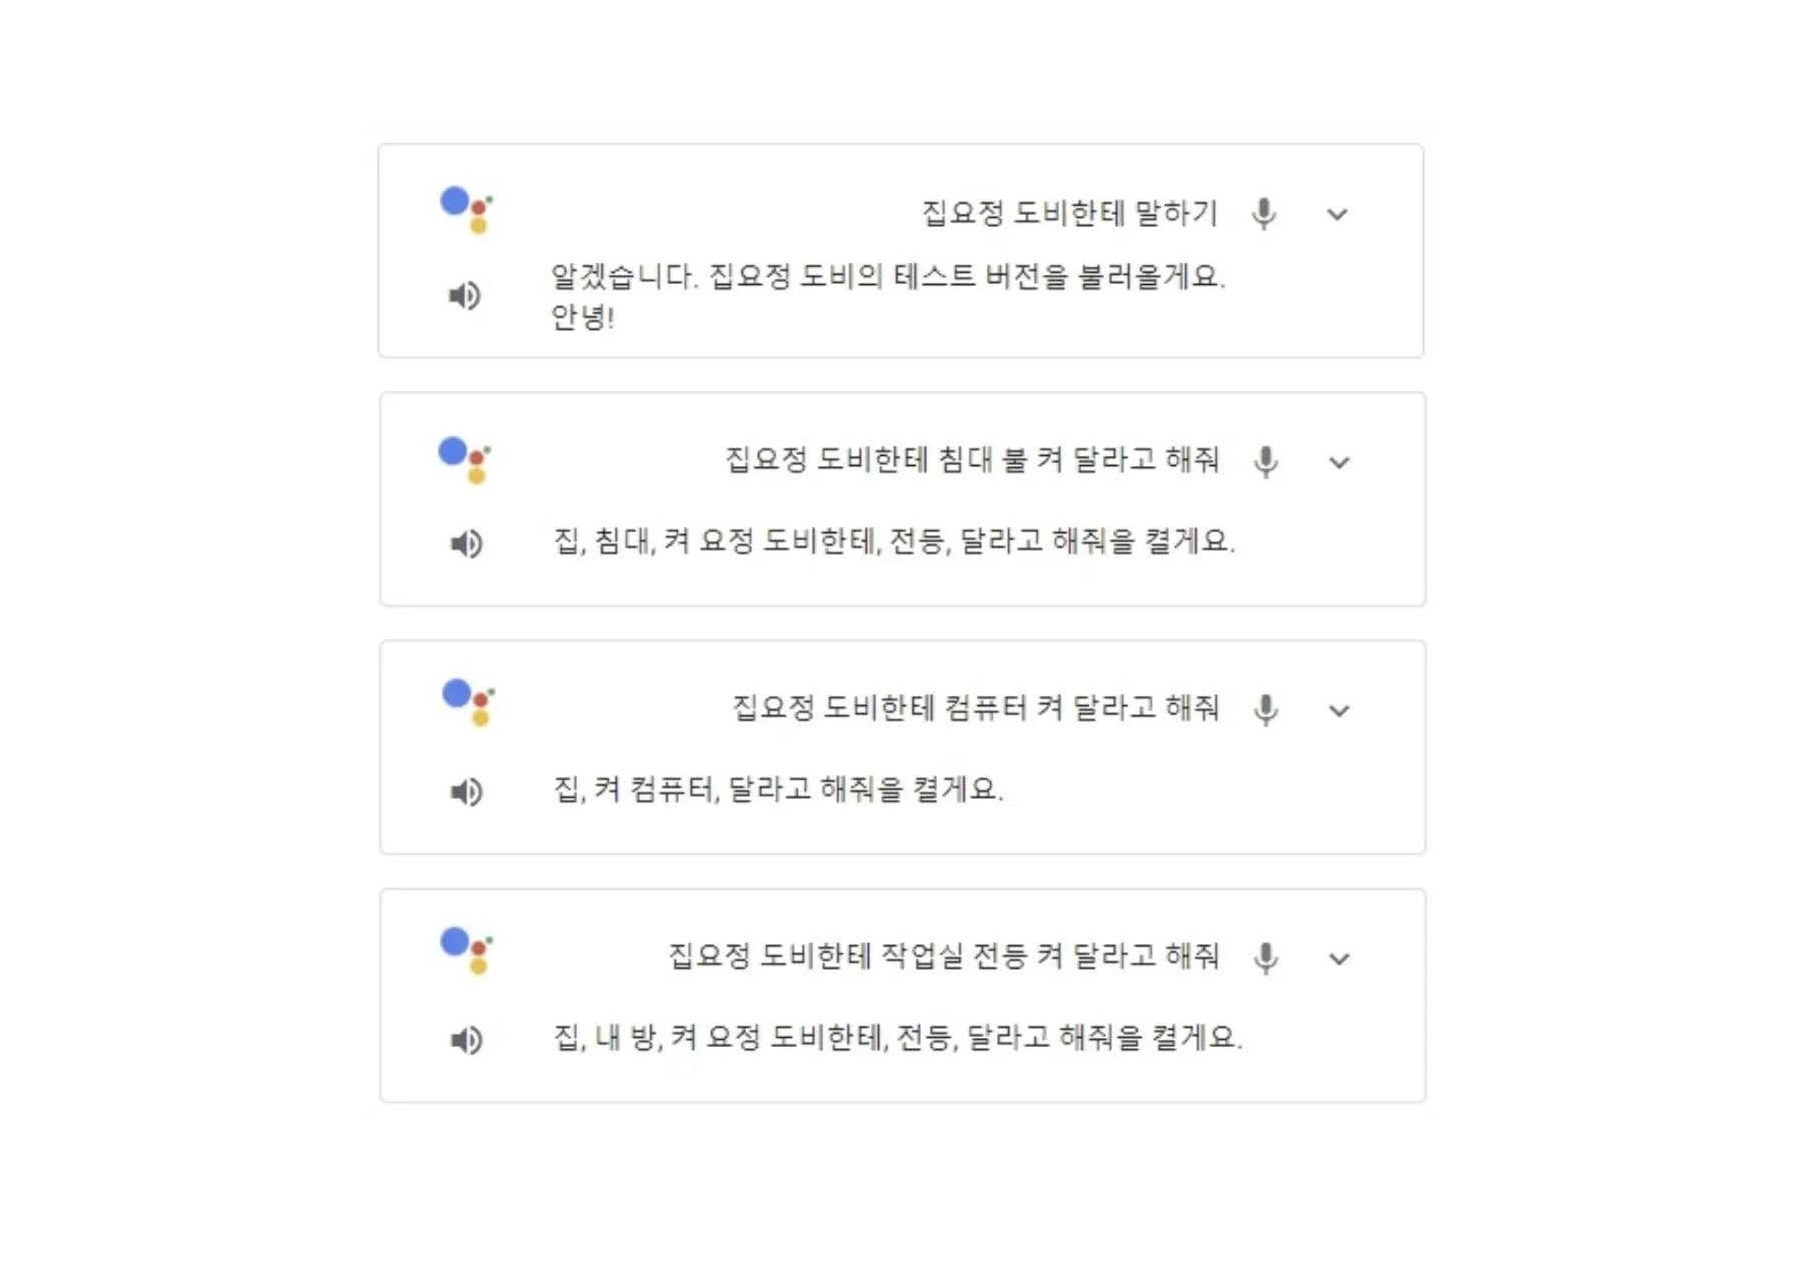 집요정 도비한테 말하기
알겠습니다. 집요정 도비의 테스트 버전을 불러올게요.
안녕!
집요정 도비한테 침대 불 켜 달라고 해줘
집, 침대, 켜 요정 도비한테, 전등, 달라고 해줘을 켤게요.
집요정 도비한테 컴퓨터 켜 달라고 해줘
집, 켜 컴퓨터, 달라고 해줘을 켤게요.
집요정 도비한테 작업실 전등 켜 달라고 해줘
집, 내 방, 켜 요정 도비한테, 전등, 달라고 해줘을 켤게요.